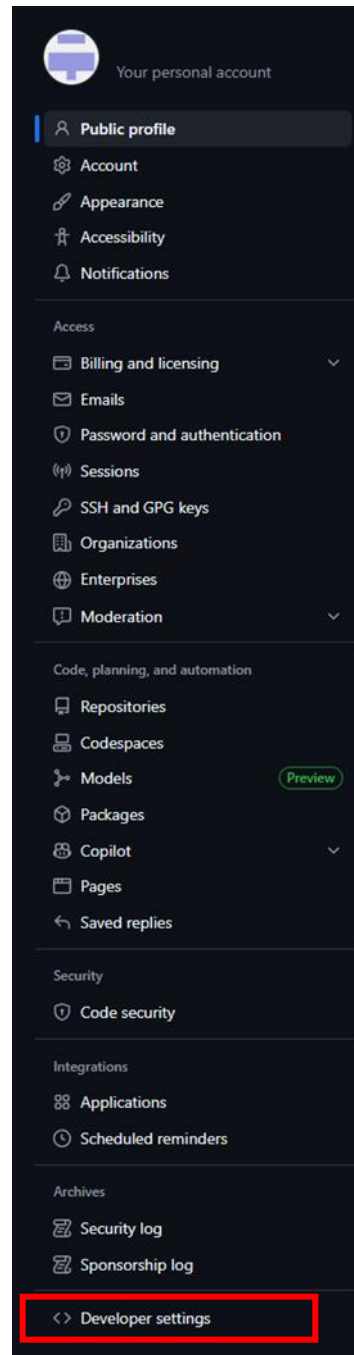 Your personal account
Public profile
Account
Appearance
Accessibility
Notifications
Access
Billing and licensing
Emails
Password and authentication
Sessions
SSH and GPG keys
Organizations
Enterprises
Moderation
Code, planning, and automation
Repositories
Codespaces
Models Preview
Packages
Copilot
Pages
Saved replies
Security
Code security
Integrations
Applications
Scheduled reminders
Archives
Security log
Sponsorship log
Developer settings